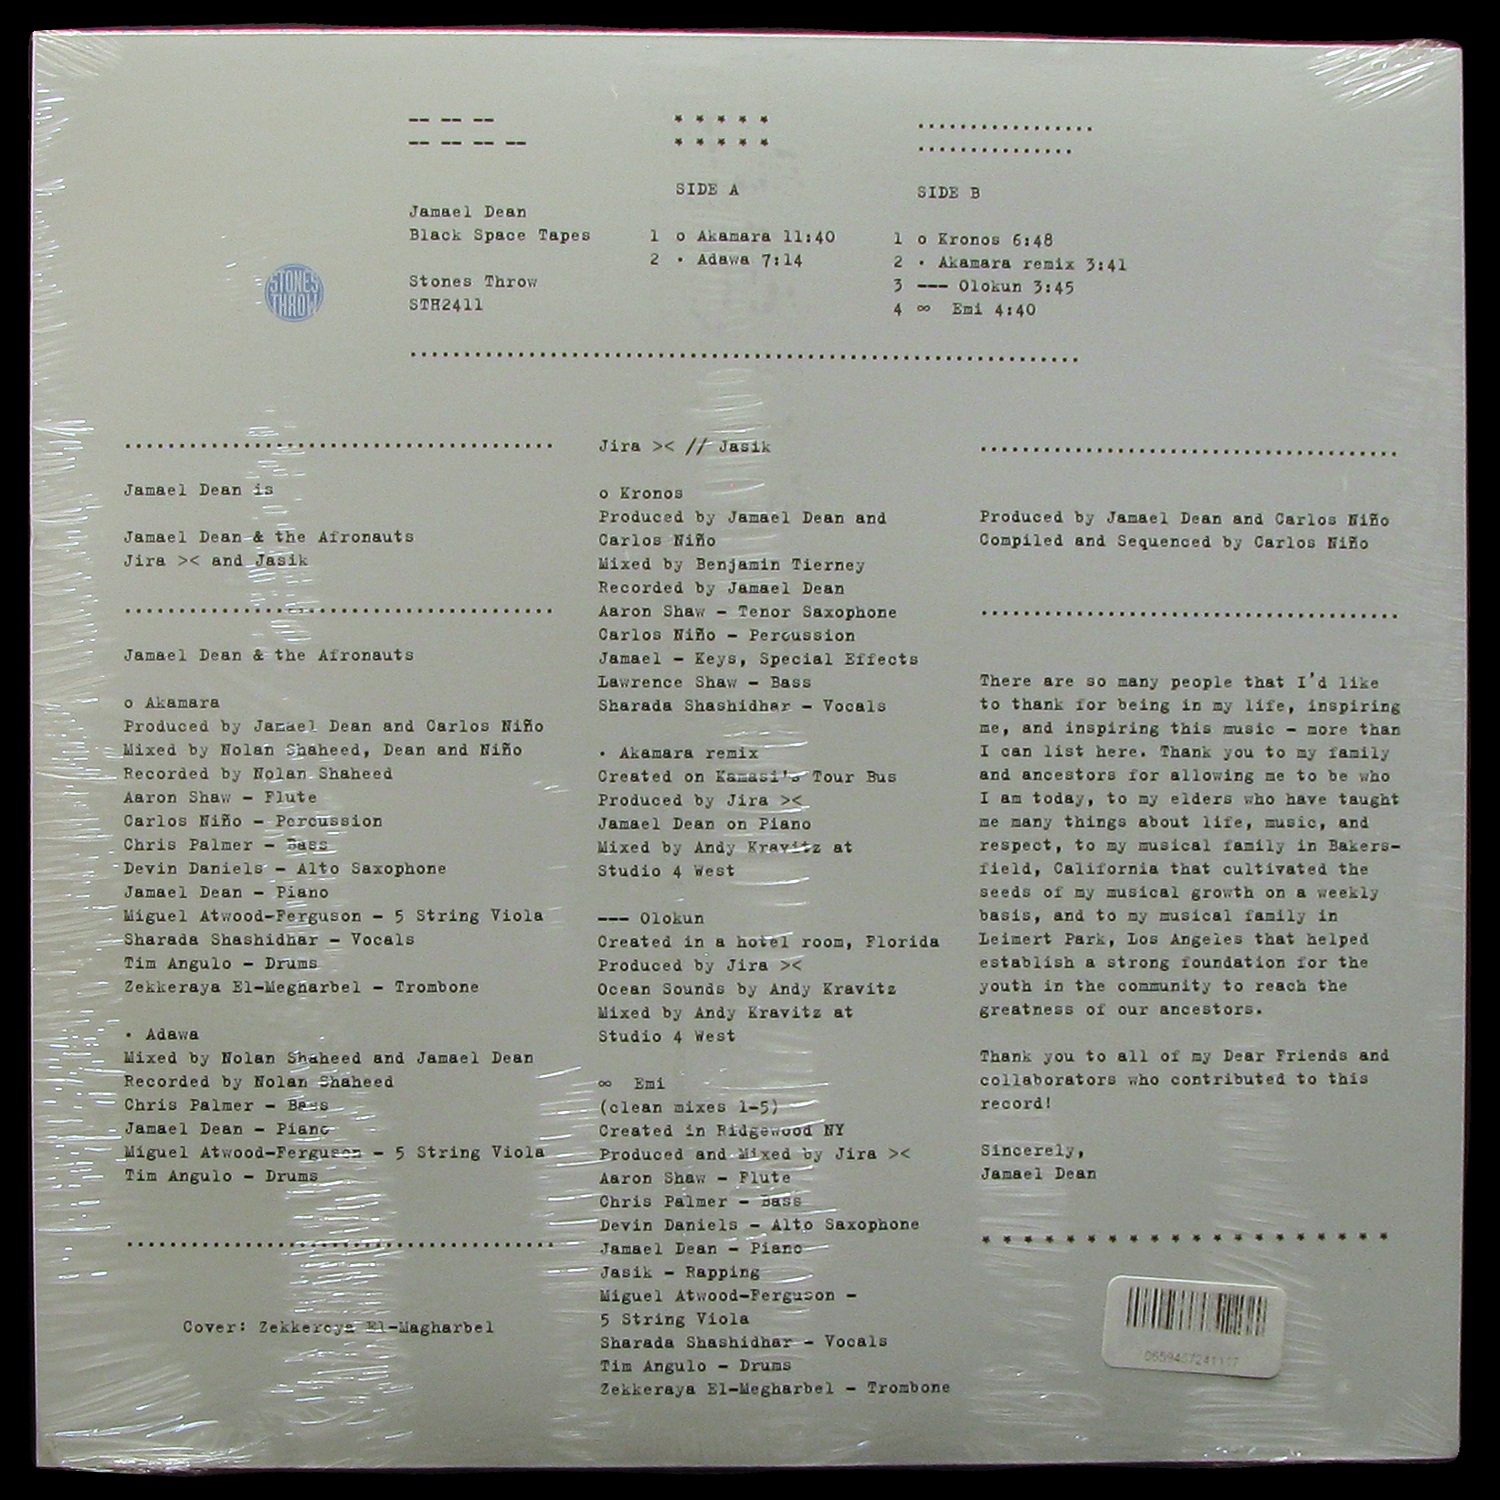 -- -- --
-- -- -- --
Jamael Dean
Black Space Tapes
Stones Throw
STH2411
STONES
THROW
* * * * *
* * * * *
SIDE A
1 o Akamara 11:40
2 · Adawa 7:14
.................
...............
SIDE B
1 o Kronos 6:48
2 · Akamara remix 3:41
3 --- Olokun 3:45
4 ∞ Emi 4:40
Jamael Dean is
Jamael Dean & the Afronauts
Jira >< and Jasik
Jamael Dean & the Afronauts
o Akamara
Produced by Jamael Dean and Carlos Niño
Mixed by Nolan Shaheed, Dean and Niño
Recorded by Nolan Shaheed
Aaron Shaw - Flute
Carlos Niño - Percussion
Chris Palmer - Bass
Devin Daniels - Alto Saxophone
Jamael Dean - Piano
Miguel Atwood-Ferguson - 5 String Viola
Sharada Shashidhar - Vocals
Tim Angulo - Drums
Zekkeraya El-Megharbel - Trombone
· Adawa
Mixed by Nolan Shaheed and Jamael Dean
Recorded by Nolan Shaheed
Chris Palmer - Bass
Jamael Dean - Piano
Miguel Atwood-Ferguson - 5 String Viola
Tim Angulo - Drums
Cover: Zekkeroya El-Magharbel
Jira >< // Jasik
o Kronos
Produced by Jamael Dean and
Carlos Niño
Mixed by Benjamin Tierney
Recorded by Jamael Dean
Aaron Shaw - Tenor Saxophone
Carlos Niño - Percussion
Jamael - Keys, Special Effects
Lawrence Shaw - Bass
Sharada Shashidhar - Vocals
· Akamara remix
Created on Kamasi's Tour Bus
Produced by Jira ><
Jamael Dean on Piano
Mixed by Andy Kravitz at
Studio 4 West
--- Olokun
Created in a hotel room, Florida
Produced by Jira ><
Ocean Sounds by Andy Kravitz
Mixed by Andy Kravitz at
Studio 4 West
∞ Emi
(clean mixes 1-5)
Created in Ridgewood NY
Produced and Mixed by Jira ><
Aaron Shaw - Flute
Chris Palmer - Bass
Devin Daniels - Alto Saxophone
Jamael Dean - Piano
Jasik - Rapping
Miguel Atwood-Ferguson -
5 String Viola
Sharada Shashidhar - Vocals
Tim Angulo - Drums
Zekkeraya El-Megharbel - Trombone
Produced by Jamael Dean and Carlos Niño
Compiled and Sequenced by Carlos Niño
There are so many people that I'd like
to thank for being in my life, inspiring
me, and inspiring this music - more than
I can list here. Thank you to my family
and ancestors for allowing me to be who
I am today, to my elders who have taught
me many things about life, music, and
respect, to my musical family in Bakers-
field, California that cultivated the
seeds of my musical growth on a weekly
basis, and to my musical family in
Leimert Park, Los Angeles that helped
establish a strong foundation for the
youth in the community to reach the
greatness of our ancestors.
Thank you to all of my Dear Friends and
collaborators who contributed to this
record!
Sincerely,
Jamael Dean
* * * * * * * * * * * * * * * * * * * *